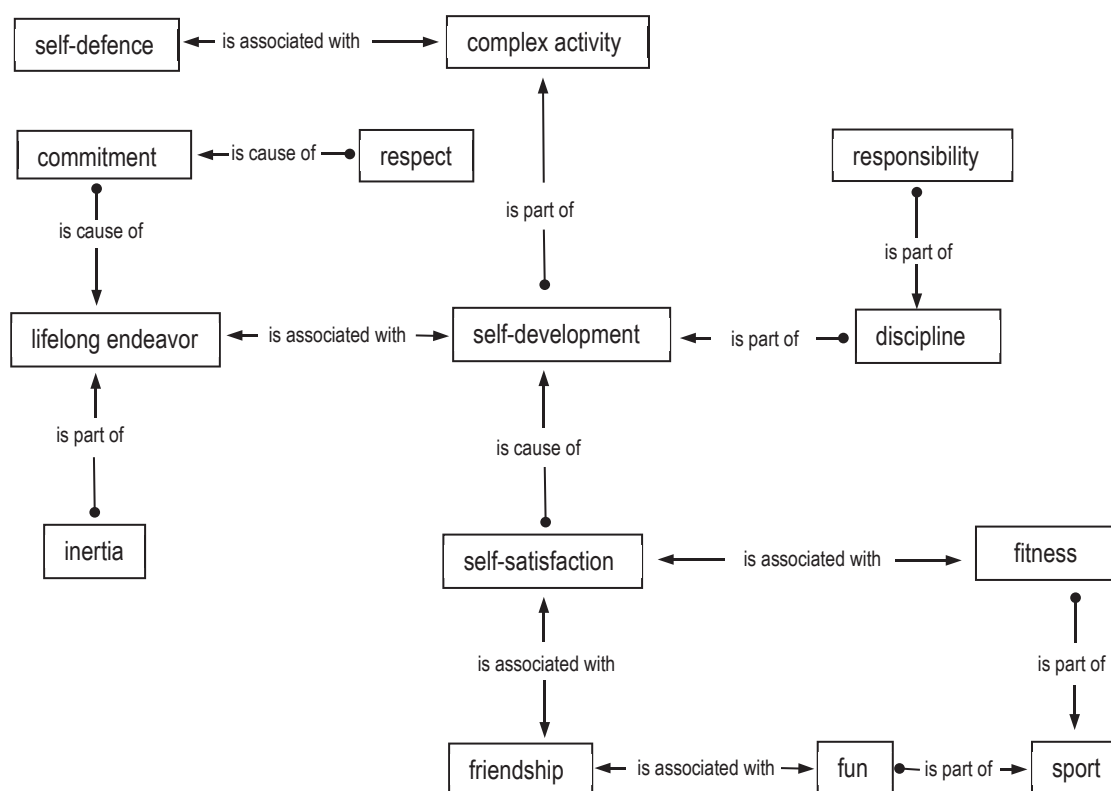 self-defence
is associated with
complex activity
commitment
is cause of
respect
responsibility
is cause of
is part of
is part of
lifelong endeavor
is associated with
self-development
is part of
discipline
is part of
is cause of
inertia
self-satisfaction
is associated with
fitness
is associated with
is part of
friendship
is associated with
fun
is part of
sport